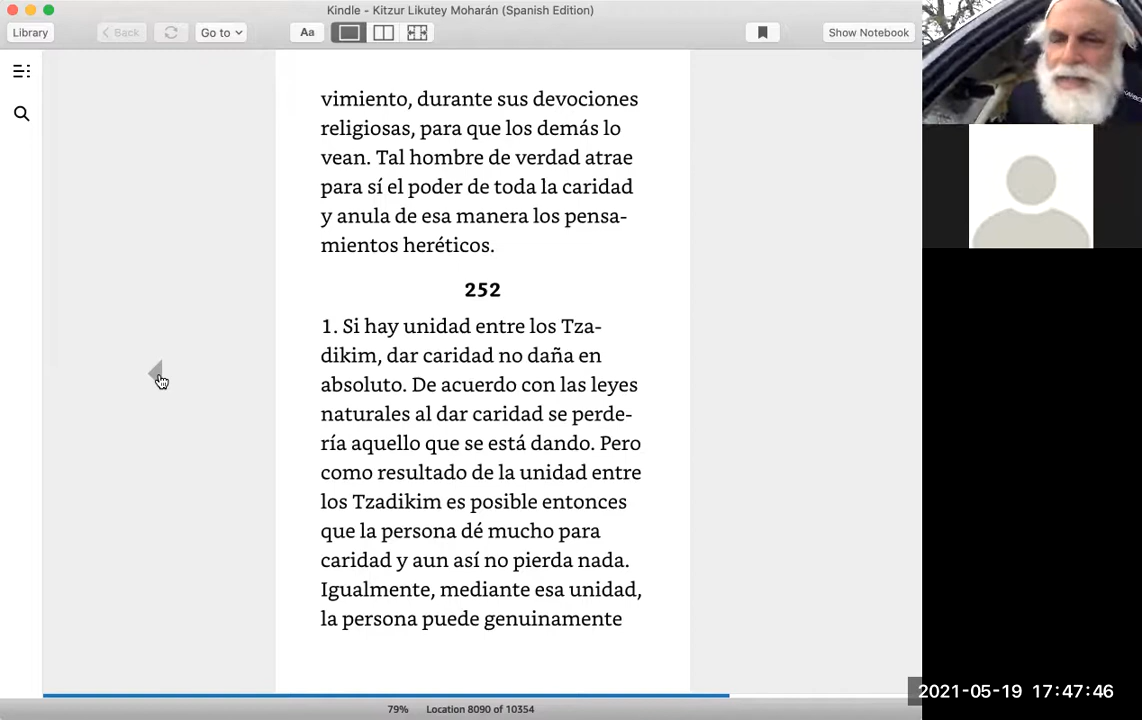 Kindle - Kitzur Likutey Moharán (Spanish Edition)
Library
Back
Go to
Aa
Show Notebook
vimiento, durante sus devociones
religiosas, para que los demás lo
vean. Tal hombre de verdad atrae
para sí el poder de toda la caridad
y anula de esa manera los pensa-
mientos heréticos.
252
1. Si hay unidad entre los Tza-
dikim, dar caridad no daña en
absoluto. De acuerdo con las leyes
naturales al dar caridad se perde-
ría aquello que se está dando. Pero
como resultado de la unidad entre
los Tzadikim es posible entonces
que la persona dé mucho para
caridad y aun así no pierda nada.
Igualmente, mediante esa unidad,
la persona puede genuinamente
79% Location 8090 of 10354
2021-05-19 17:47:46